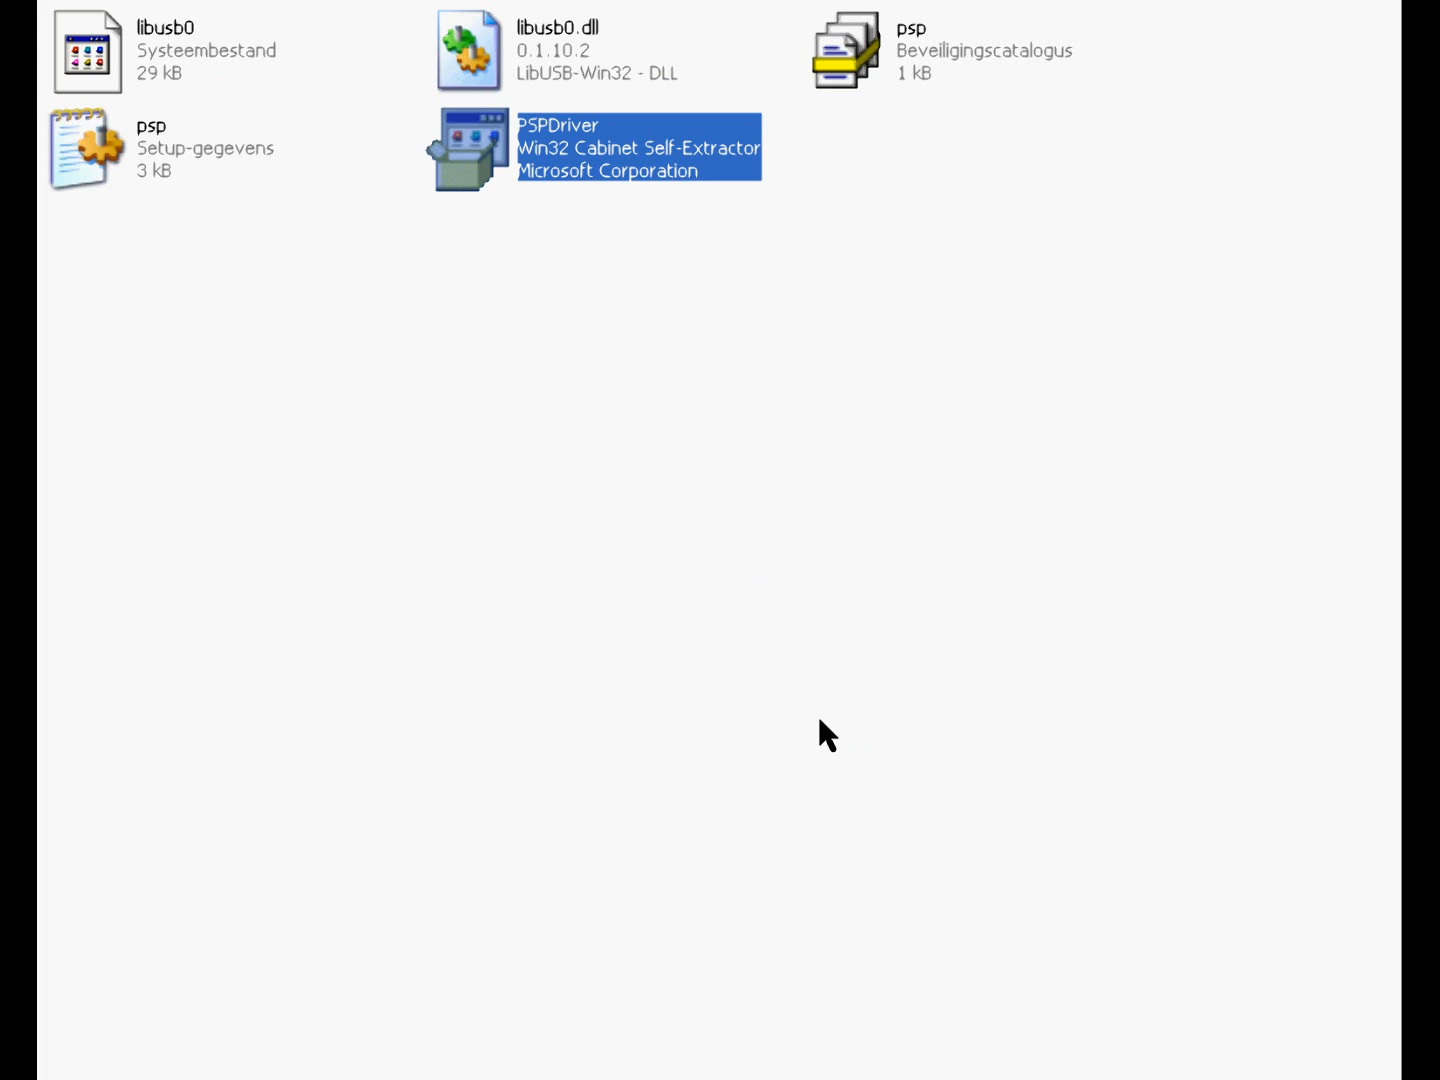 libusb0
Systeembestand
29 kB
libusb0.dll
0.1.10.2
LibUSB-Win32 - DLL
psp
Beveiligingscatalogus
1 kB
psp
Setup-gegevens
3 kB
PSPDriver
Win32 Cabinet Self-Extractor
Microsoft Corporation